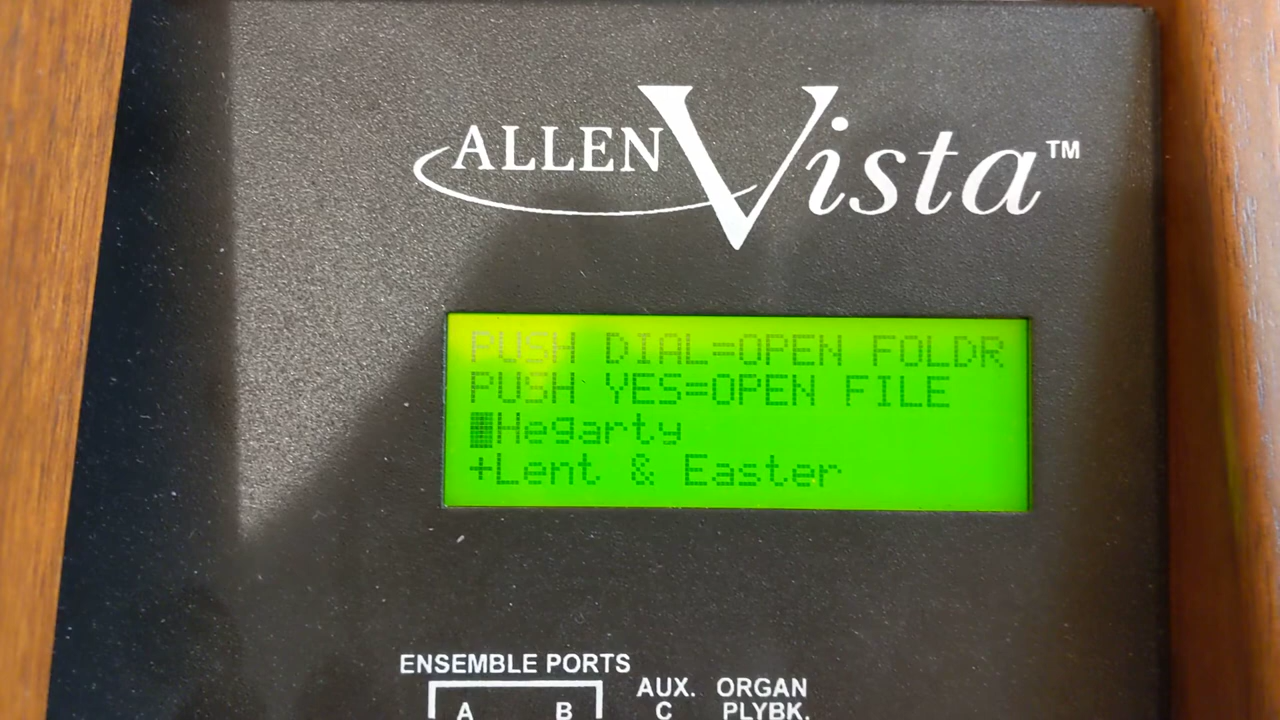 ALLEN Vista™
PUSH DIAL=OPEN FOLDR
PUSH YES=OPEN FILE
Hegarty
+Lent & Easter
ENSEMBLE PORTS
A B
AUX. ORGAN
C PLYBK.